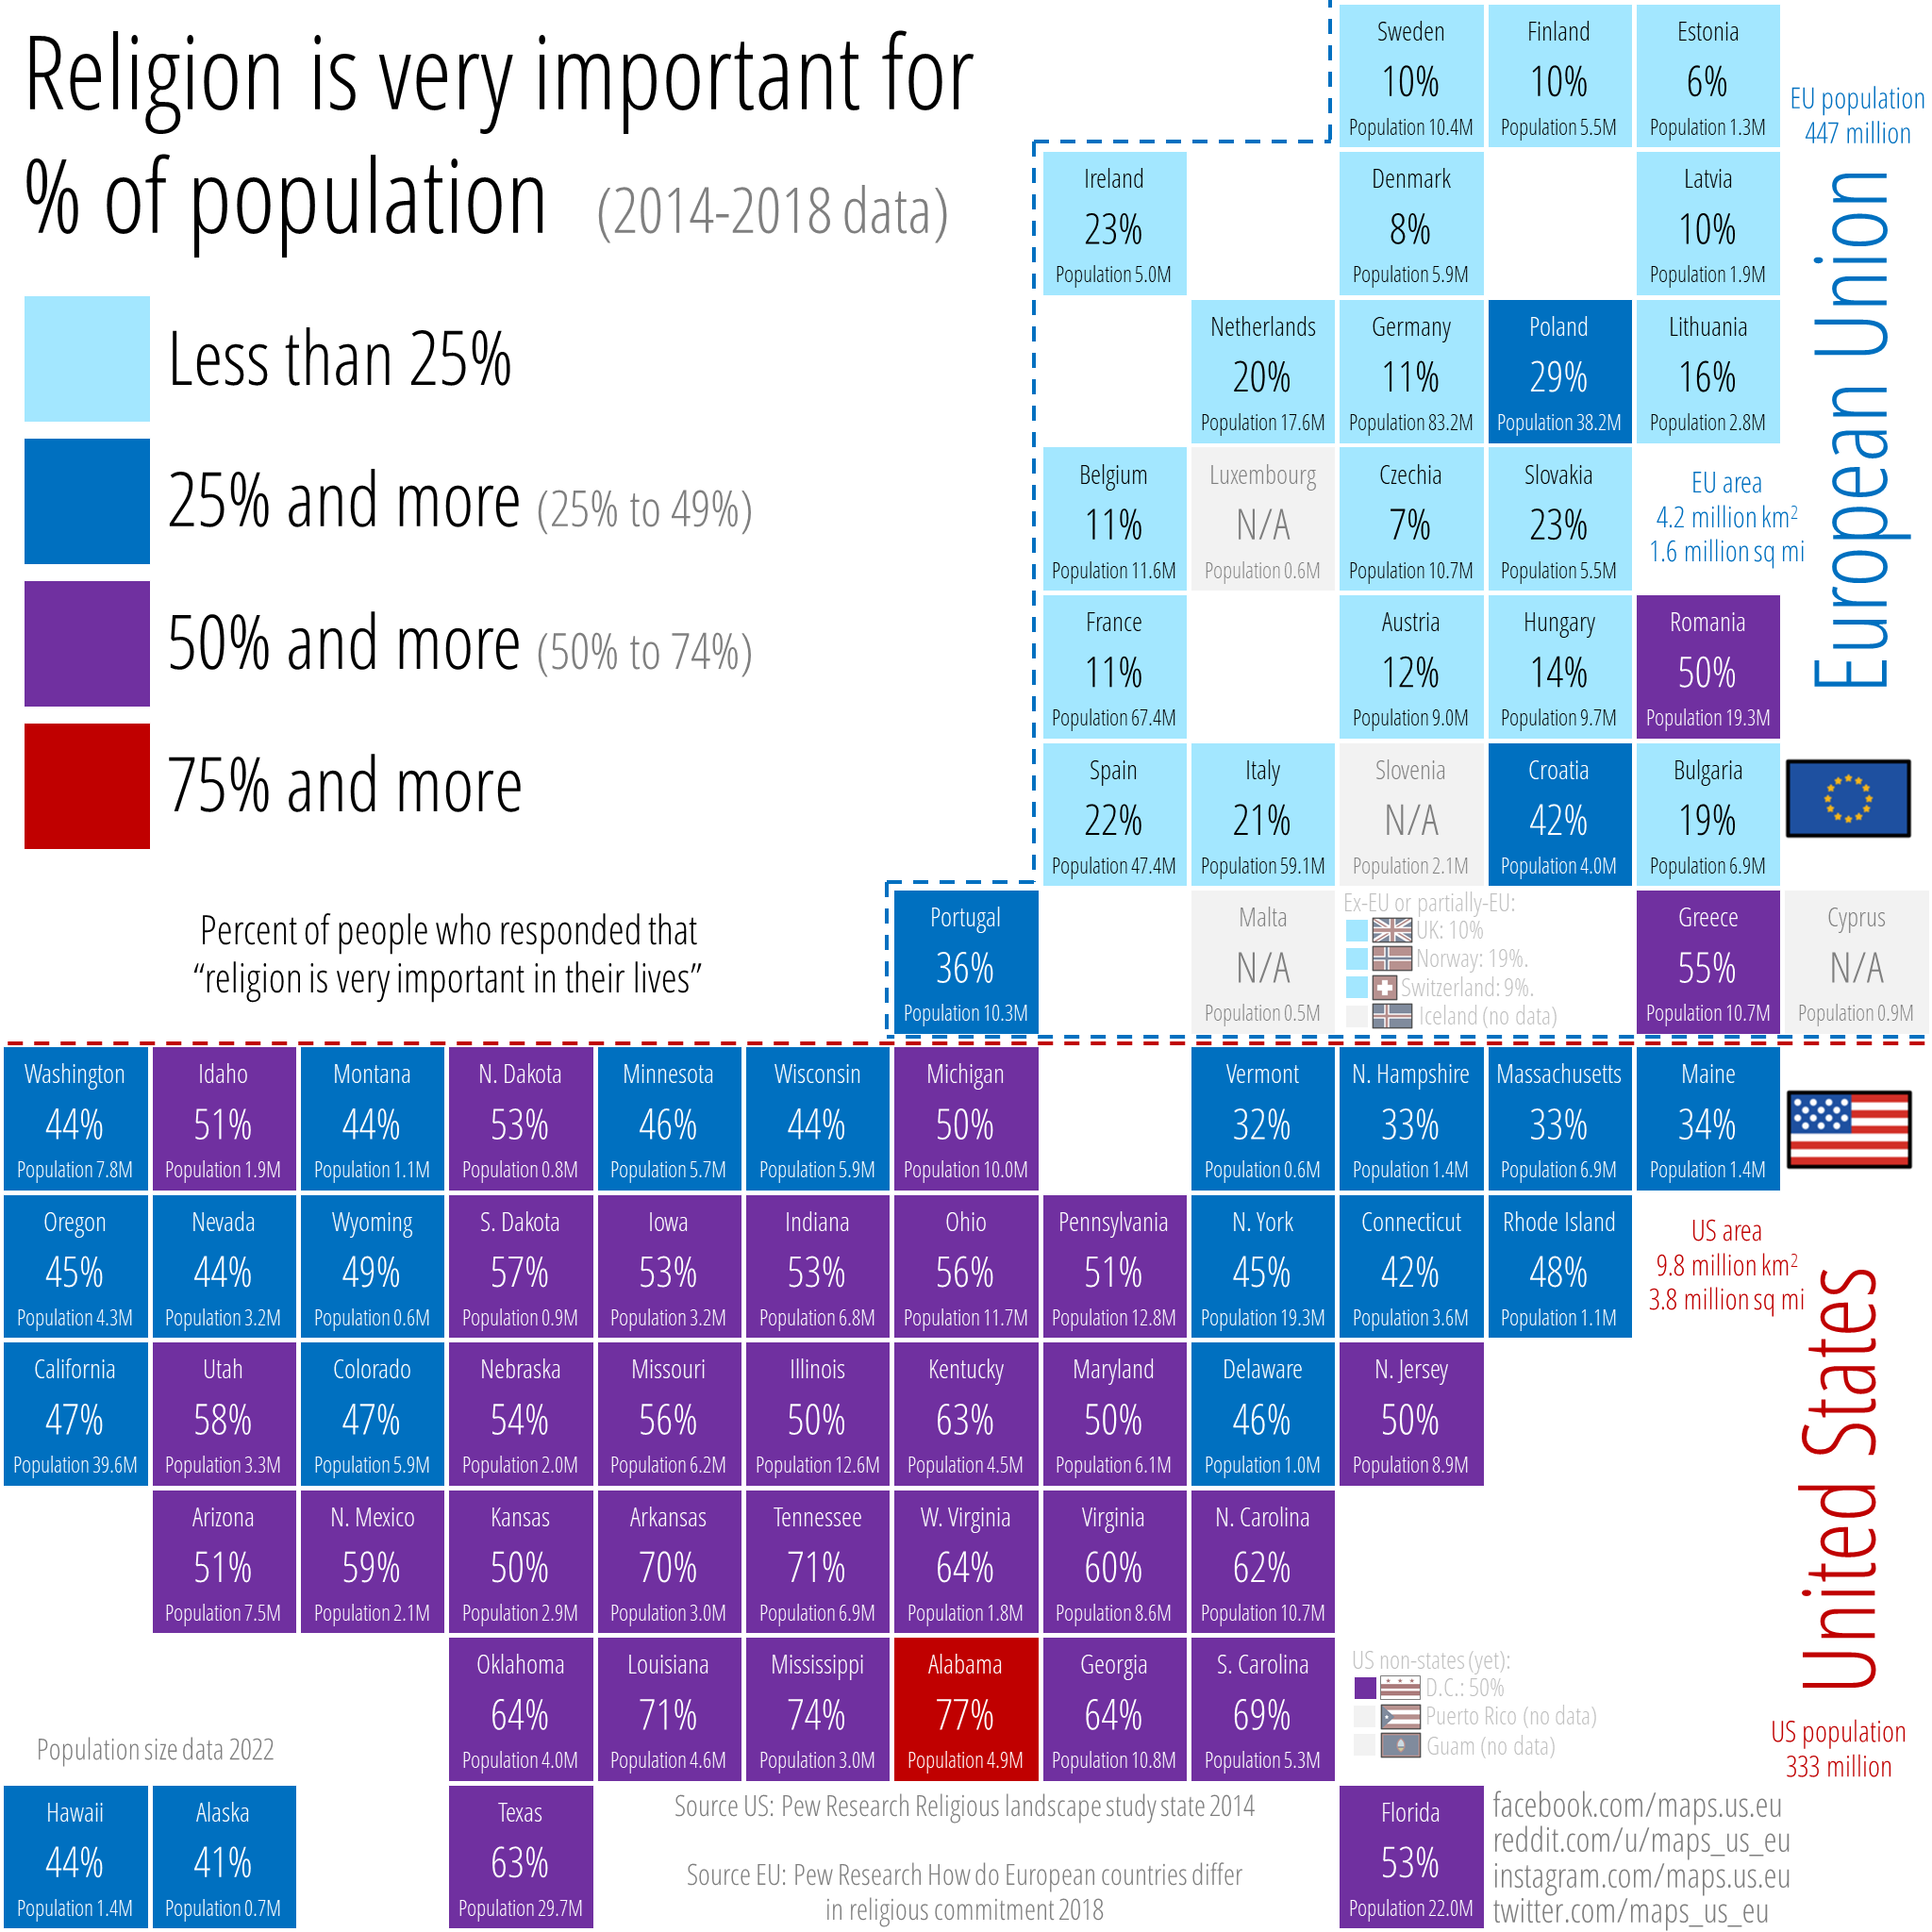 Religion is very important for
% of population (2014-2018 data)
Less than 25%
25% and more (25% to 49%)
50% and more (50% to 74%)
75% and more
Percent of people who responded that
“religion is very important in their lives”
Sweden
10%
Population 10.4M
Finland
10%
Population 5.5M
Estonia
6%
Population 1.3M
EU population
447 million
European Union
Ireland
23%
Population 5.0M
Denmark
8%
Population 5.9M
Latvia
10%
Population 1.9M
Netherlands
20%
Population 17.6M
Germany
11%
Population 83.2M
Poland
29%
Population 38.2M
Lithuania
16%
Population 2.8M
Belgium
11%
Population 11.6M
Luxembourg
N/A
Population 0.6M
Czechia
7%
Population 10.7M
Slovakia
23%
Population 5.5M
EU area
4.2 million km²
1.6 million sq mi
France
11%
Population 67.4M
Austria
12%
Population 9.0M
Hungary
14%
Population 9.7M
Romania
50%
Population 19.3M
Spain
22%
Population 47.4M
Italy
21%
Population 59.1M
Slovenia
N/A
Population 2.1M
Croatia
42%
Population 4.0M
Bulgaria
19%
Population 6.9M
Portugal
36%
Population 10.3M
Malta
N/A
Population 0.5M
Ex-EU or partially-EU:
UK: 10%
Norway: 19%.
Switzerland: 9%.
Iceland (no data)
Greece
55%
Population 10.7M
Cyprus
N/A
Population 0.9M
Washington
44%
Population 7.8M
Idaho
51%
Population 1.9M
Montana
44%
Population 1.1M
N. Dakota
53%
Population 0.8M
Minnesota
46%
Population 5.7M
Wisconsin
44%
Population 5.9M
Michigan
50%
Population 10.0M
Vermont
32%
Population 0.6M
N. Hampshire
33%
Population 1.4M
Massachusetts
33%
Population 6.9M
Maine
34%
Population 1.4M
Oregon
45%
Population 4.3M
Nevada
44%
Population 3.2M
Wyoming
49%
Population 0.6M
S. Dakota
57%
Population 0.9M
Iowa
53%
Population 3.2M
Indiana
53%
Population 6.8M
Ohio
56%
Population 11.7M
Pennsylvania
51%
Population 12.8M
N. York
45%
Population 19.3M
Connecticut
42%
Population 3.6M
Rhode Island
48%
Population 1.1M
US area
9.8 million km²
3.8 million sq mi
United States
California
47%
Population 39.6M
Utah
58%
Population 3.3M
Colorado
47%
Population 5.9M
Nebraska
54%
Population 2.0M
Missouri
56%
Population 6.2M
Illinois
50%
Population 12.6M
Kentucky
63%
Population 4.5M
Maryland
50%
Population 6.1M
Delaware
46%
Population 1.0M
N. Jersey
50%
Population 8.9M
Arizona
51%
Population 7.5M
N. Mexico
59%
Population 2.1M
Kansas
50%
Population 2.9M
Arkansas
70%
Population 3.0M
Tennessee
71%
Population 6.9M
W. Virginia
64%
Population 1.8M
Virginia
60%
Population 8.6M
N. Carolina
62%
Population 10.7M
Oklahoma
64%
Population 4.0M
Louisiana
71%
Population 4.6M
Mississippi
74%
Population 3.0M
Alabama
77%
Population 4.9M
Georgia
64%
Population 10.8M
S. Carolina
69%
Population 5.3M
US non-states (yet):
D.C.: 50%
Puerto Rico (no data)
Guam (no data)
US population
333 million
Population size data 2022
Hawaii
44%
Population 1.4M
Alaska
41%
Population 0.7M
Texas
63%
Population 29.7M
Source US: Pew Research Religious landscape study state 2014
Source EU: Pew Research How do European countries differ
in religious commitment 2018
Florida
53%
Population 22.0M
facebook.com/maps.us.eu
reddit.com/u/maps_us_eu
instagram.com/maps.us.eu
twitter.com/maps_us_eu